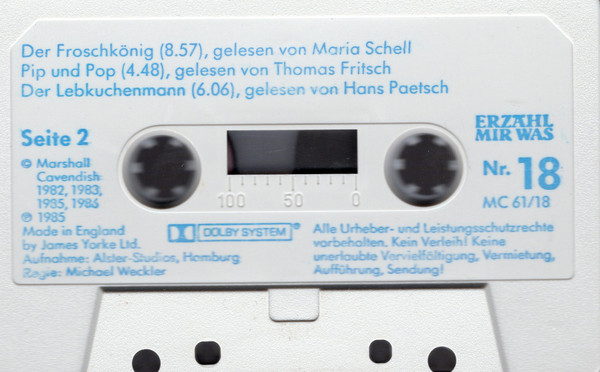 Der Froschkönig (8.57), gelesen von Maria Schell
Pip und Pop (4.48), gelesen von Thomas Fritsch
Der Lebkuchenmann (6.06), gelesen von Hans Paetsch
Seite 2
ERZÄHL
MIR WAS
Nr. 18
MC 61/18
© Marshall
Cavendish
1982, 1983,
1985, 1986
℗ 1985
Made in England
by James Yorke Ltd.
Aufnahme: Alster-Studios, Hamburg
Regie: Michael Weckler
100 50 0
DOLBY SYSTEM®
Alle Urheber- und Leistungsschutzrechte
vorbehalten. Kein Verleih! Keine
unerlaubte Vervielfältigung, Vermietung,
Aufführung, Sendung!